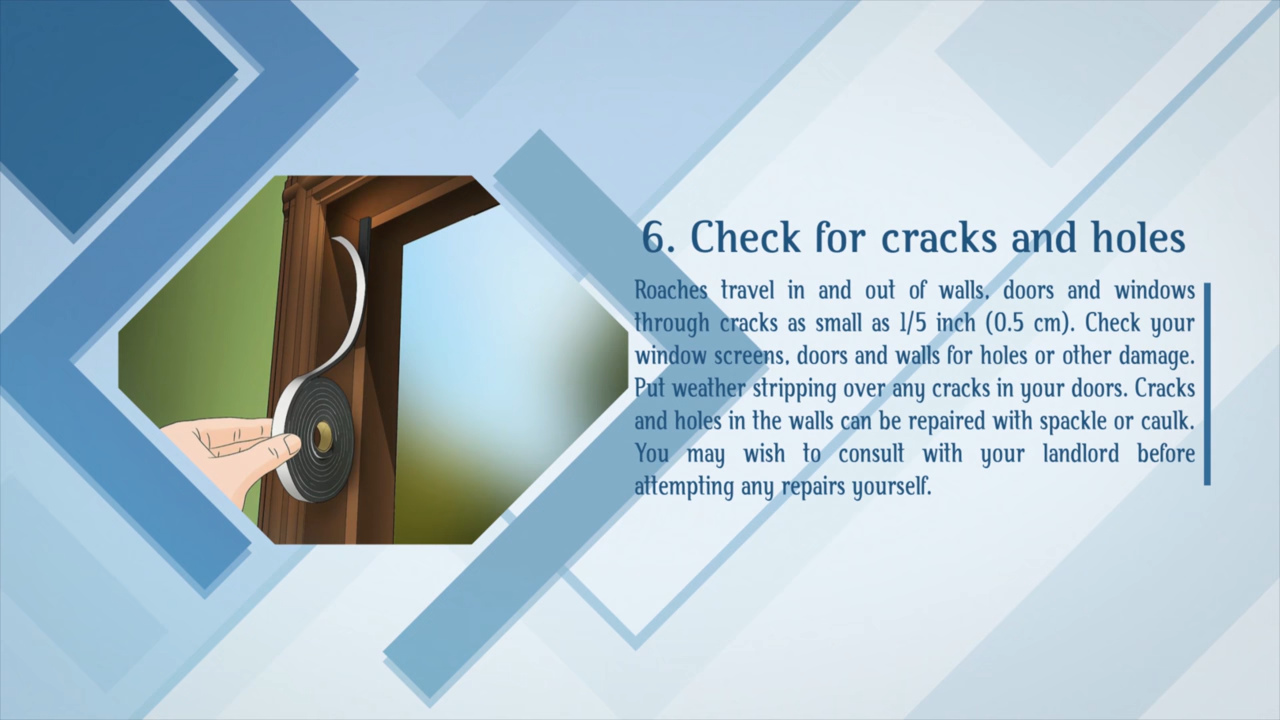 6. Check for cracks and holes
Roaches travel in and out of walls, doors and windows
through cracks as small as 1/5 inch (0.5 cm). Check your
window screens, doors and walls for holes or other damage.
Put weather stripping over any cracks in your doors. Cracks
and holes in the walls can be repaired with spackle or caulk.
You may wish to consult with your landlord before
attempting any repairs yourself.